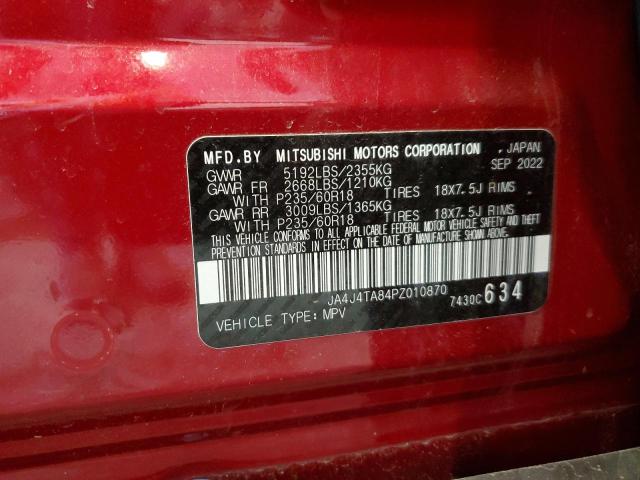 MFD.BY MITSUBISHI MOTORS CORPORATION, JAPAN
GVWR 5192LBS/2355KG SEP 2022
GAWR FR 2668LBS/1210KG
WITH P235/60R18 TIRES 18X7.5J RIMS
GAWR RR 3009LBS/1365KG
WITH P235/60R18 TIRES 18X7.5J RIMS
THIS VEHICLE CONFORMS TO ALL APPLICABLE FEDERAL MOTOR VEHICLE SAFETY AND THEFT
PREVENTION STANDARDS IN EFFECT ON THE DATE OF MANUFACTURE SHOWN ABOVE.
JA4J4TA84PZ010870
7430C 634
VEHICLE TYPE: MPV